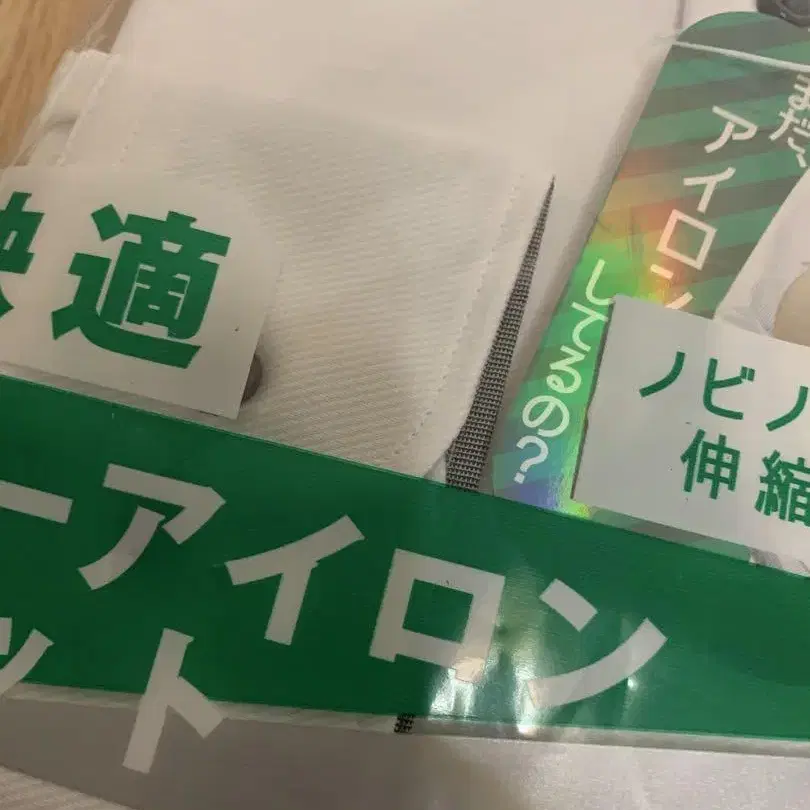 まだ、
アイロン
してるの?
快適
ノビノ
伸縮
ーアイロン
ット